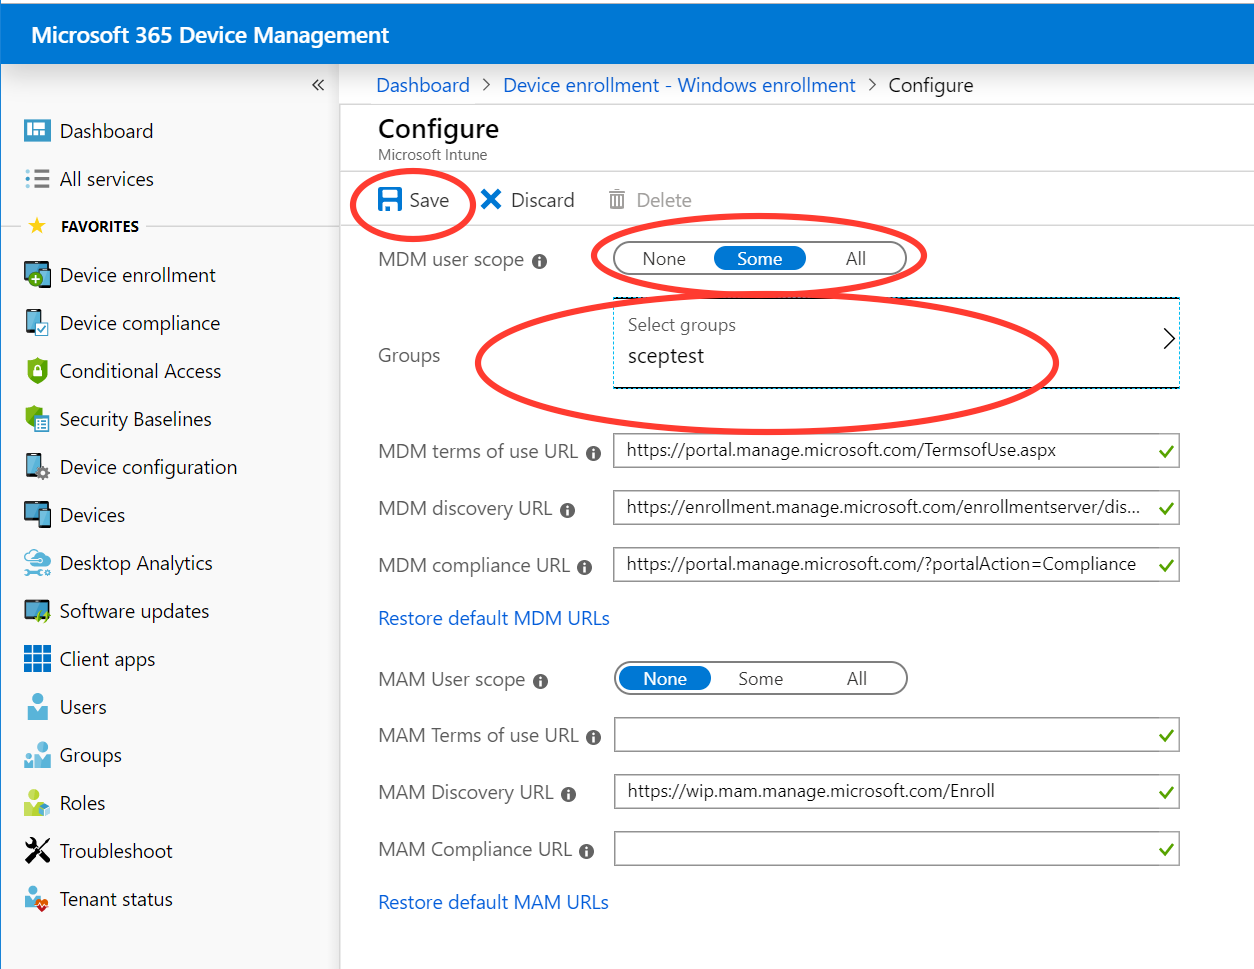 Microsoft 365 Device Management
«
Dashboard
All services
FAVORITES
Device enrollment
Device compliance
Conditional Access
Security Baselines
Device configuration
Devices
Desktop Analytics
Software updates
Client apps
Users
Groups
Roles
Troubleshoot
Tenant status
Dashboard > Device enrollment - Windows enrollment > Configure
Configure
Microsoft Intune
Save Discard Delete
MDM user scope None Some All
Groups
Select groups
sceptest
MDM terms of use URL https://portal.manage.microsoft.com/TermsofUse.aspx
MDM discovery URL https://enrollment.manage.microsoft.com/enrollmentserver/dis...
MDM compliance URL https://portal.manage.microsoft.com/?portalAction=Compliance
Restore default MDM URLs
MAM User scope None Some All
MAM Terms of use URL
MAM Discovery URL https://wip.mam.manage.microsoft.com/Enroll
MAM Compliance URL
Restore default MAM URLs